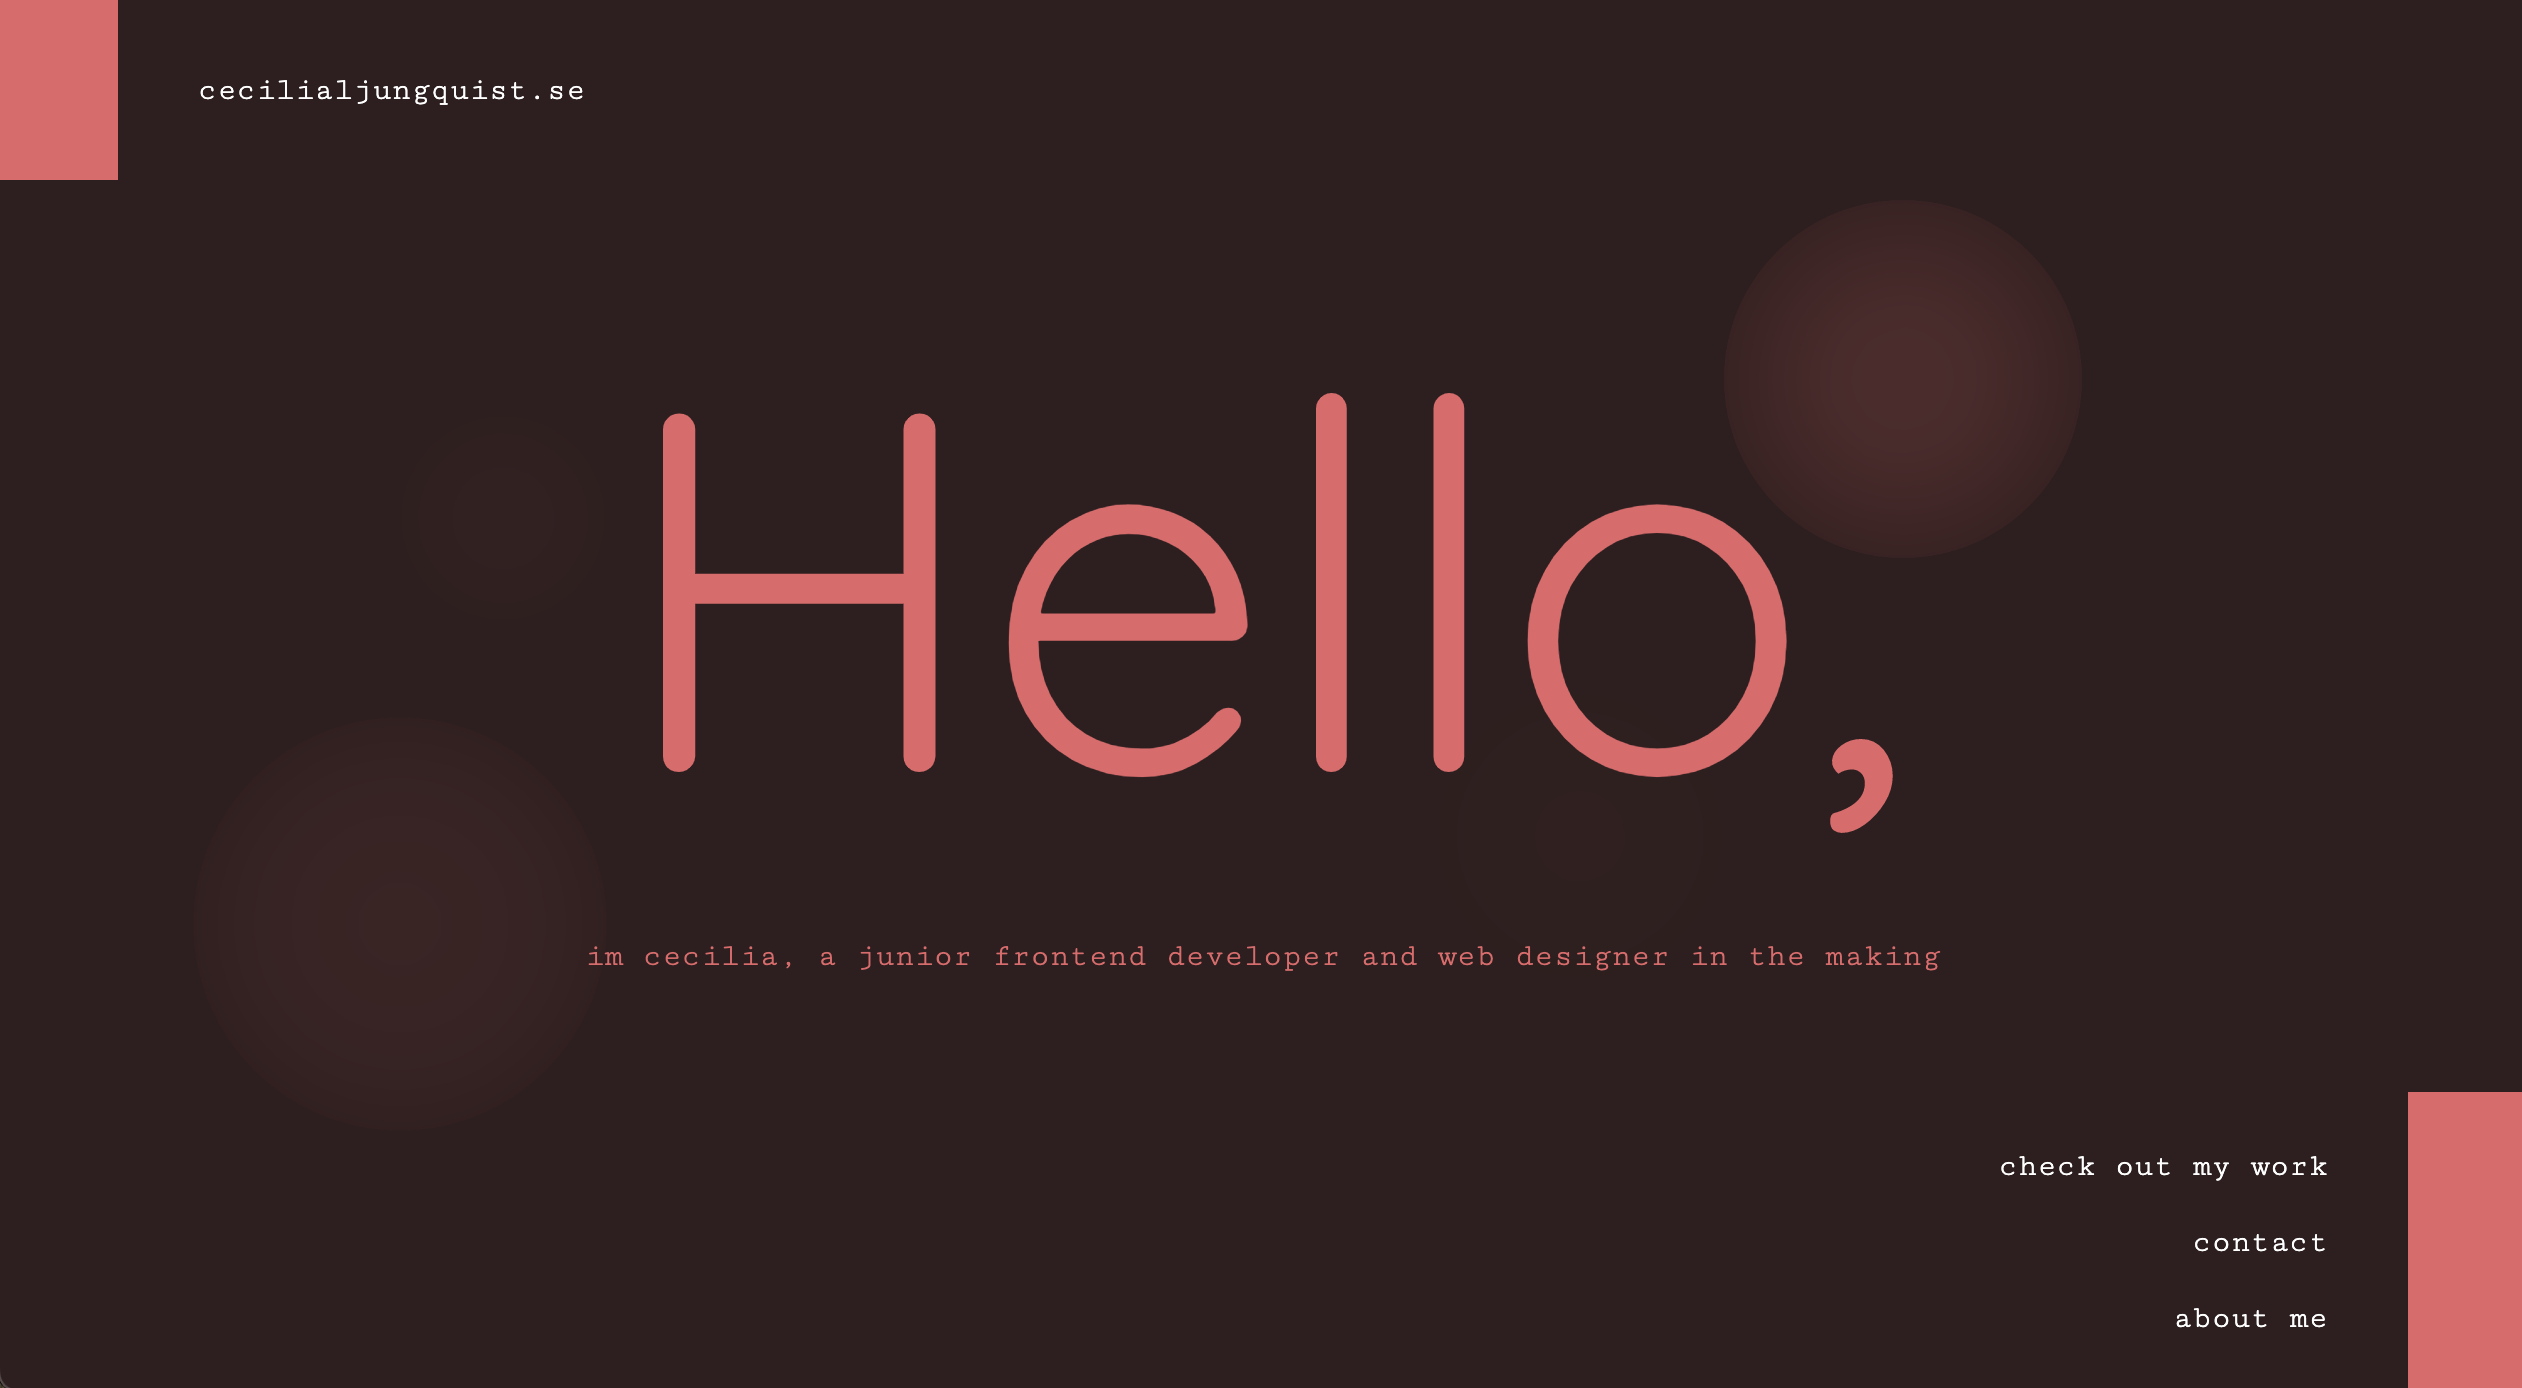 cecilialjungquist.se
Hello,
im cecilia, a junior frontend developer and web designer in the making
check out my work
contact
about me